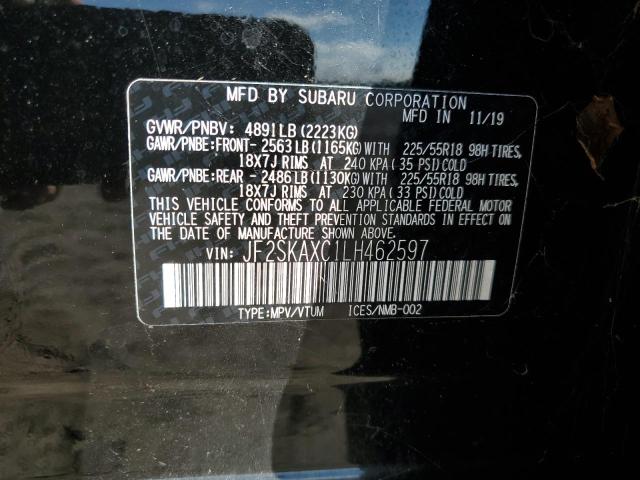 MFD BY SUBARU CORPORATION
MFD IN 11/19
GVWR/PNBV: 4891LB(2223KG)
GAWR/PNBE:FRONT- 2563LB(1165KG)WITH 225/55R18 98H TIRES,
18X7J RIMS AT 240 KPA(35 PSI)COLD
GAWR/PNBE:REAR - 2486LB(1130KG)WITH 225/55R18 98H TIRES,
18X7J RIMS AT 230 KPA(33 PSI)COLD
THIS VEHICLE CONFORMS TO ALL APPLICABLE FEDERAL MOTOR
VEHICLE SAFETY AND THEFT PREVENTION STANDARDS IN EFFECT
ON THE DATE OF MANUFACTURE SHOWN ABOVE.
VIN: JF2SKAXC1LH462597
TYPE:MPV/VTUM ICES/NMB-002